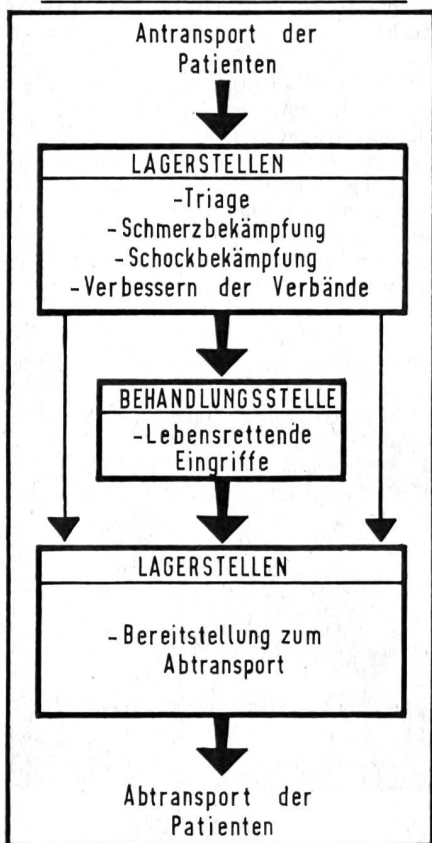 Antransport der
Patienten
LAGERSTELLEN
-Triage
-Schmerzbekämpfung
-Schockbekämpfung
-Verbessern der Verbände
BEHANDLUNGSSTELLE
-Lebensrettende
Eingriffe
LAGERSTELLEN
-Bereitstellung zum
Abtransport
Abtransport der
Patienten